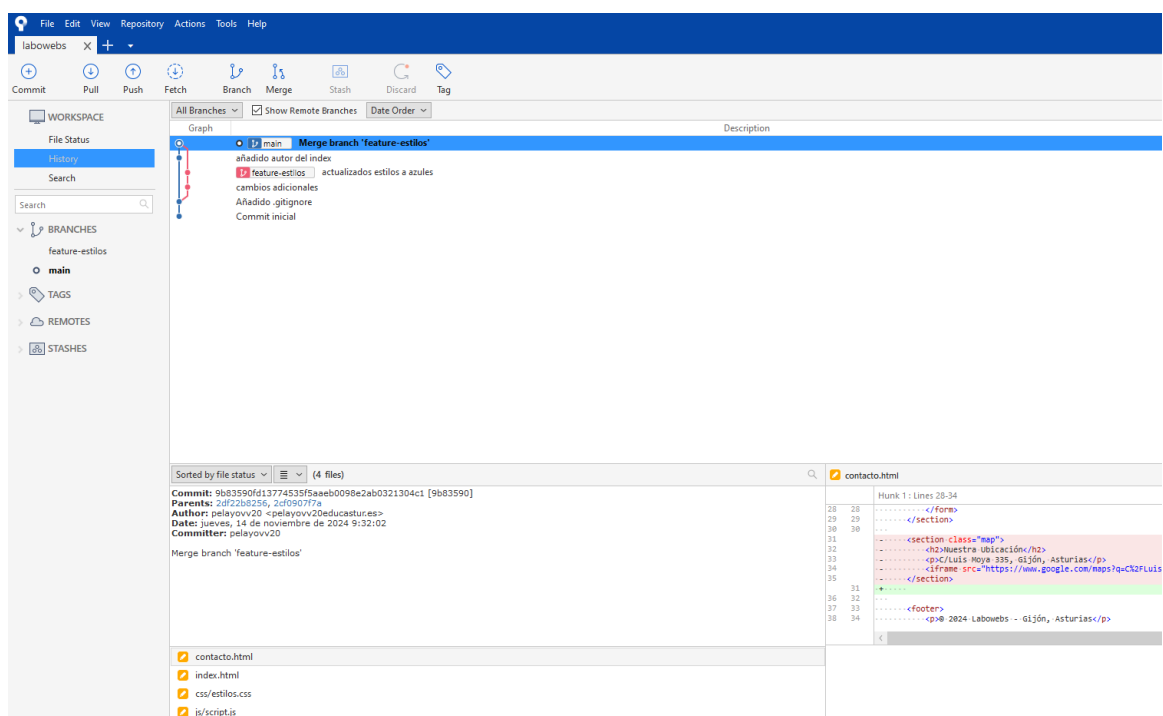 File Edit View Repository Actions Tools Help
labowebs
Commit Pull Push Fetch Branch Merge Stash Discard Tag
WORKSPACE
File Status
History
Search
Search
BRANCHES
feature-estilos
main
TAGS
REMOTES
STASHES
All Branches Show Remote Branches Date Order
Graph Description
main Merge branch 'feature-estilos'
añadido autor del index
feature-estilos actualizados estilos a azules
cambios adicionales
Añadido .gitignore
Commit inicial
Sorted by file status (4 files)
Commit: 9b83590fd13774535f5aaeb0098e2ab0321304c1 [9b83590]
Parents: 2df22b8256, 2cf0907f7a
Author: pelayovv20 <pelayovv20educastur.es>
Date: jueves, 14 de noviembre de 2024 9:32:02
Committer: pelayovv20
Merge branch 'feature-estilos'
contacto.html
index.html
css/estilos.css
js/script.js
contacto.html
Hunk 1 : Lines 28-34
28 28 </form>
29 29 </section>
30 30
31 - <section class="map">
32 - <h2>Nuestra Ubicación</h2>
33 - <p>C/Luis Moya 335, Gijón, Asturias</p>
34 - <iframe src="https://www.google.com/maps?q=C%2FLuis
35 - </section>
31 +
36 32
37 33 <footer>
38 34 <p>© 2024 Labowebs - Gijón, Asturias</p>